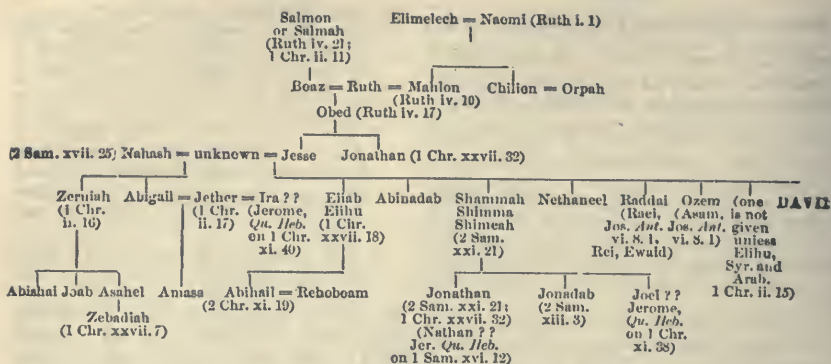 Salmon
or Salmah
(Ruth iv. 21;
1 Chr. ii. 11)
Elimelech = Naomi (Ruth i. 1)
Boaz = Ruth = Mahlon
(Ruth iv. 10)
Chilion = Orpah
Obed (Ruth iv. 17)
(2 Sam. xvii. 25) Nahash = unknown = Jesse
Jonathan (1 Chr. xxvii. 32)
Zeruiah
(1 Chr.
ii. 16)
Abigail = Jether = Ira ??
(1 Chr.
ii. 17)
(Jerome,
Qu. Heb.
on 1 Chr.
xi. 40)
Eliab
Elihu
(1 Chr.
xxvii. 18)
Abinadab
Shammah
Shimma
Shimeah
(2 Sam.
xxi. 21)
Nethaneel
Raddai
(Raei,
Jos. Ant.
vi. 8. 1,
Rei, Ewald)
Ozem
(Asam,
Jos. Ant.
vi. 8. 1)
(one
is not
given
unless
Elihu,
Syr. and
Arab.
1 Chr. ii. 15)
DAVID
Abishai Joab Asahel
Zebadiah
(1 Chr. xxvii. 7)
Amasa
Abihail = Rehoboam
(2 Chr. xi. 19)
Jonathan
(2 Sam. xxi. 21;
1 Chr. xxvii. 32)
(Nathan ??
Jer. Qu. Heb.
on 1 Sam. xvi. 12)
Jonadab
(2 Sam.
xiii. 3)
Joel ??
Jerome,
Qu. Heb.
on 1 Chr.
xi. 38)